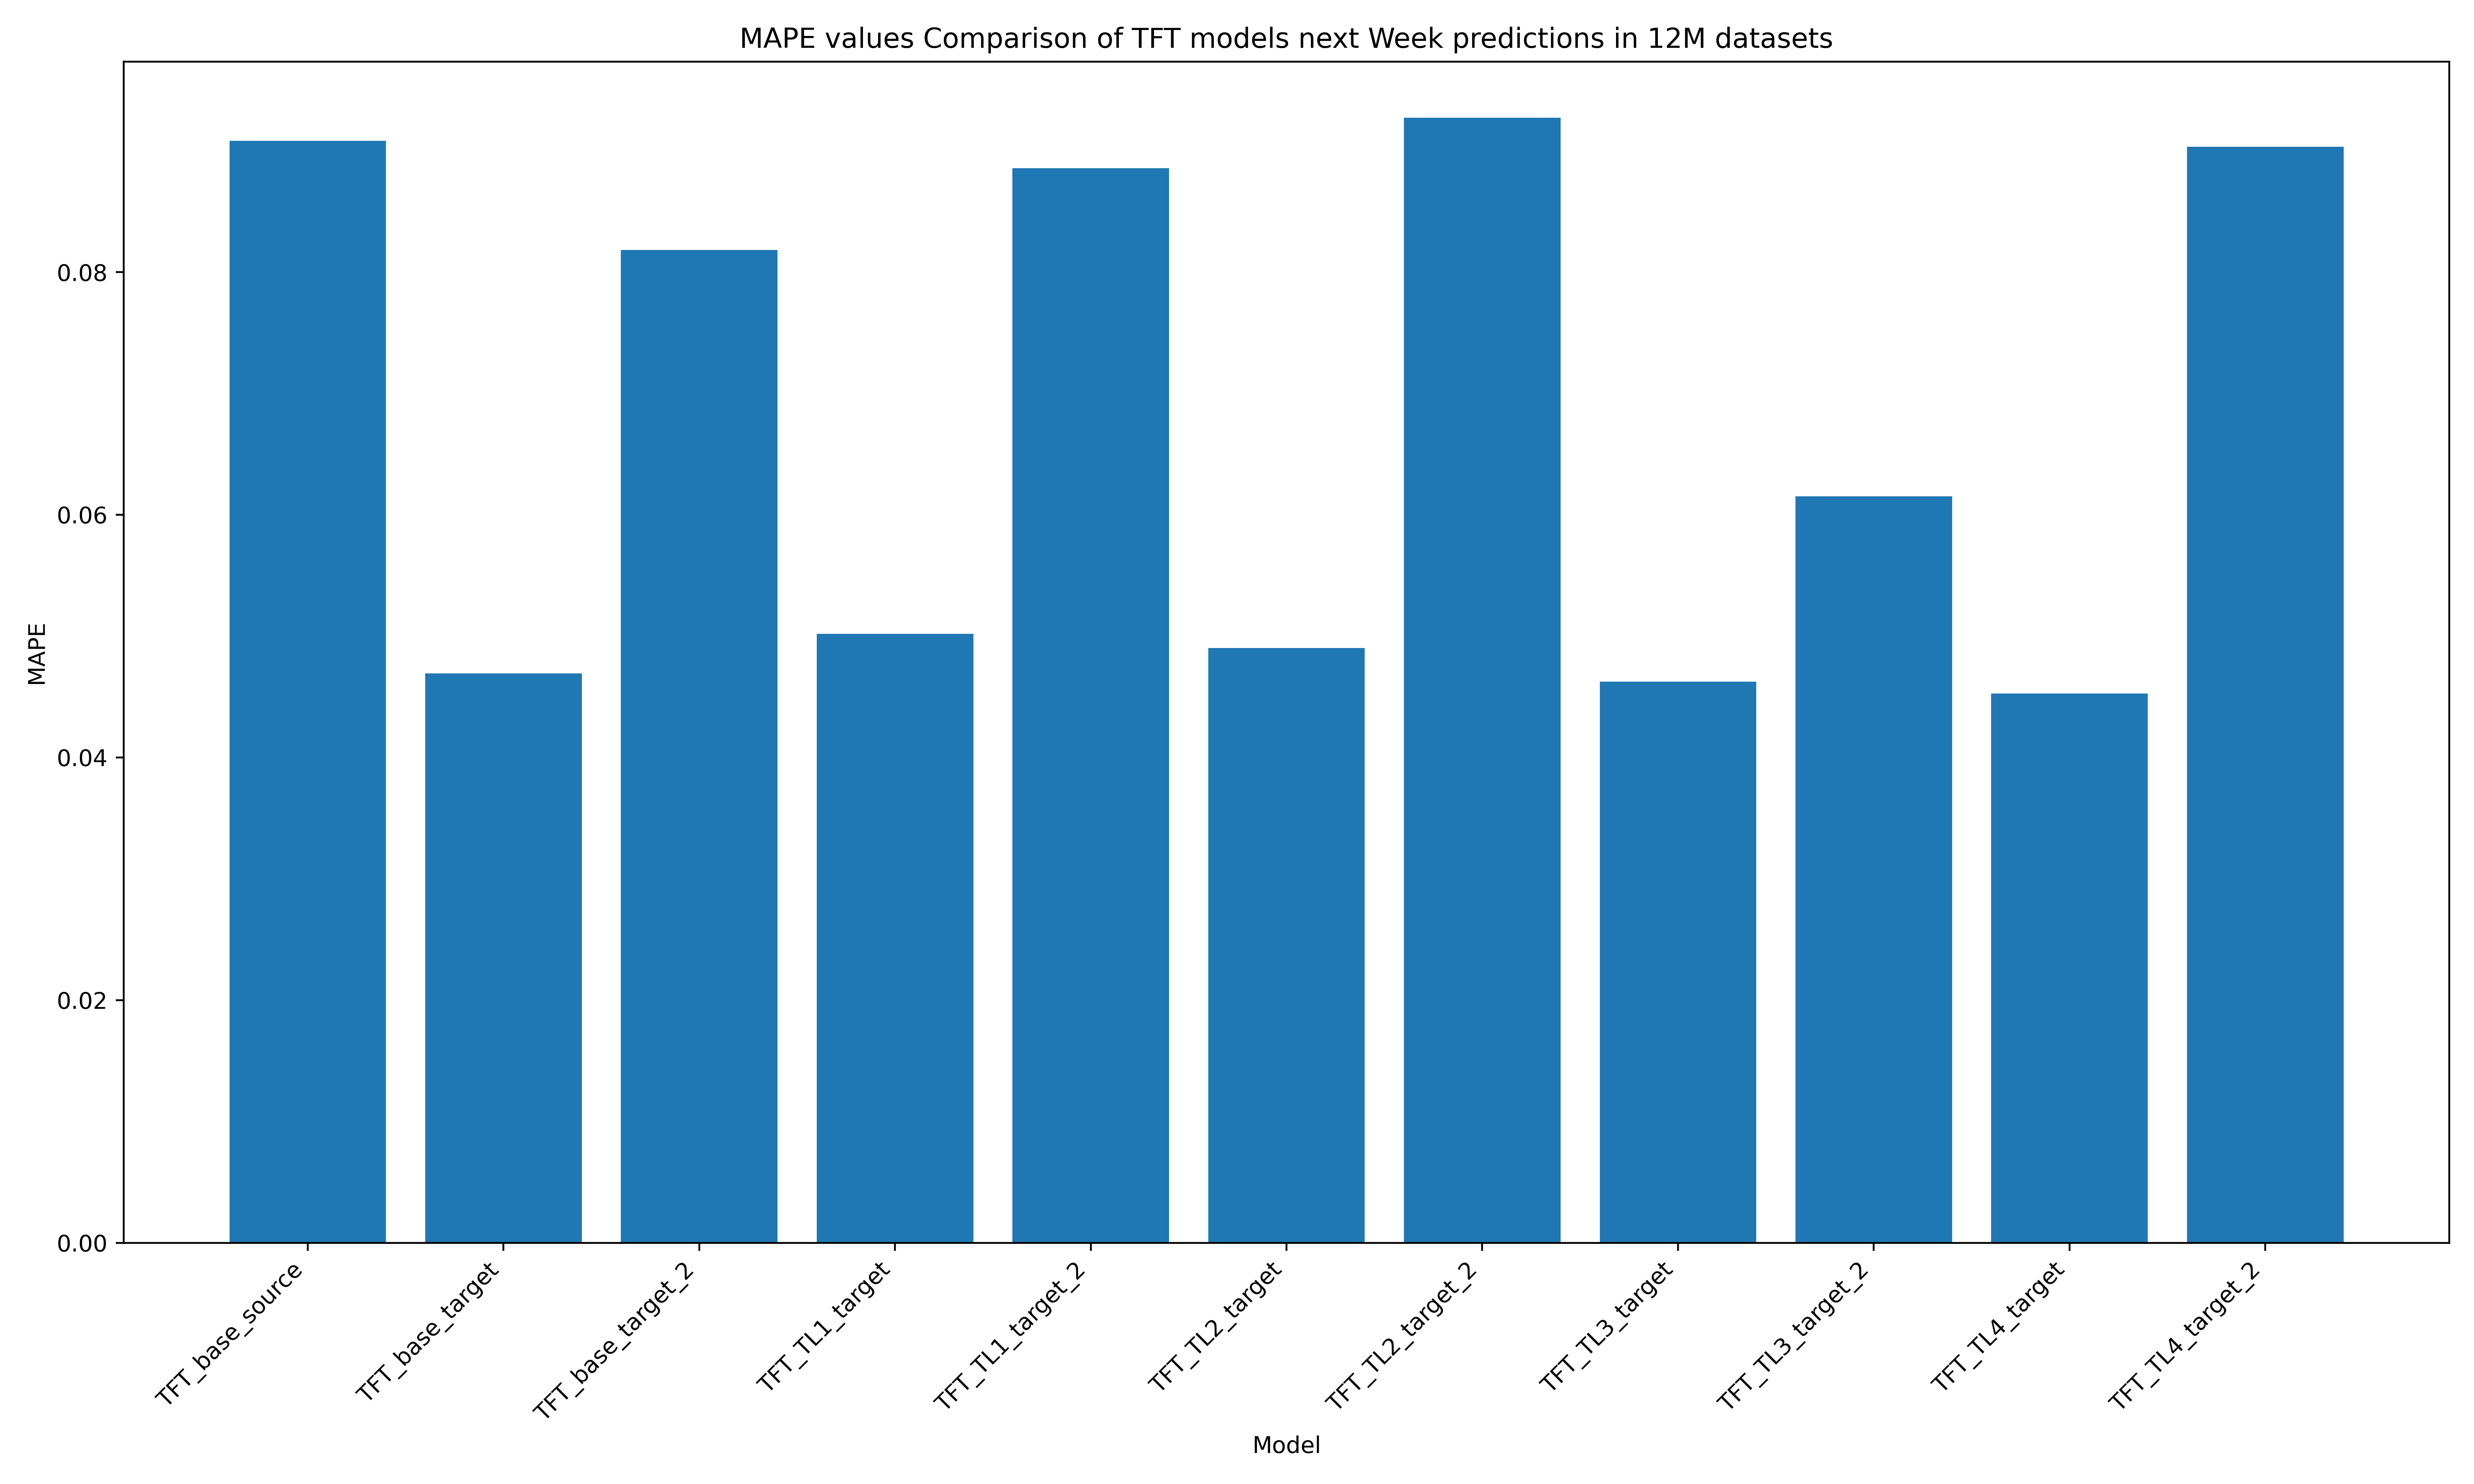 MAPE values Comparison of TFT models next Week predictions in 12M datasets
MAPE
0.08
0.06
0.04
0.02
0.00
TFT_base_source
TFT_base_target
TFT_base_target_2
TFT_TL1_target
TFT_TL1_target_2
TFT_TL2_target
TFT_TL2_target_2
TFT_TL3_target
TFT_TL3_target_2
TFT_TL4_target
TFT_TL4_target_2
Model